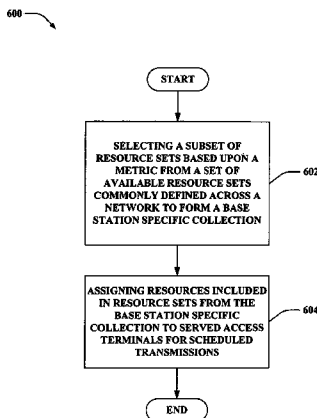 600
START
SELECTING A SUBSET OF
RESOURCE SETS BASED UPON A
METRIC FROM A SET OF
AVAILABLE RESOURCE SETS
COMMONLY DEFINED ACROSS A
NETWORK TO FORM A BASE
STATION SPECIFIC COLLECTION
602
ASSIGNING RESOURCES INCLUDED
IN RESOURCE SETS FROM THE
BASE STATION SPECIFIC
COLLECTION TO SERVED ACCESS
TERMINALS FOR SCHEDULED
TRANSMISSIONS
604
END